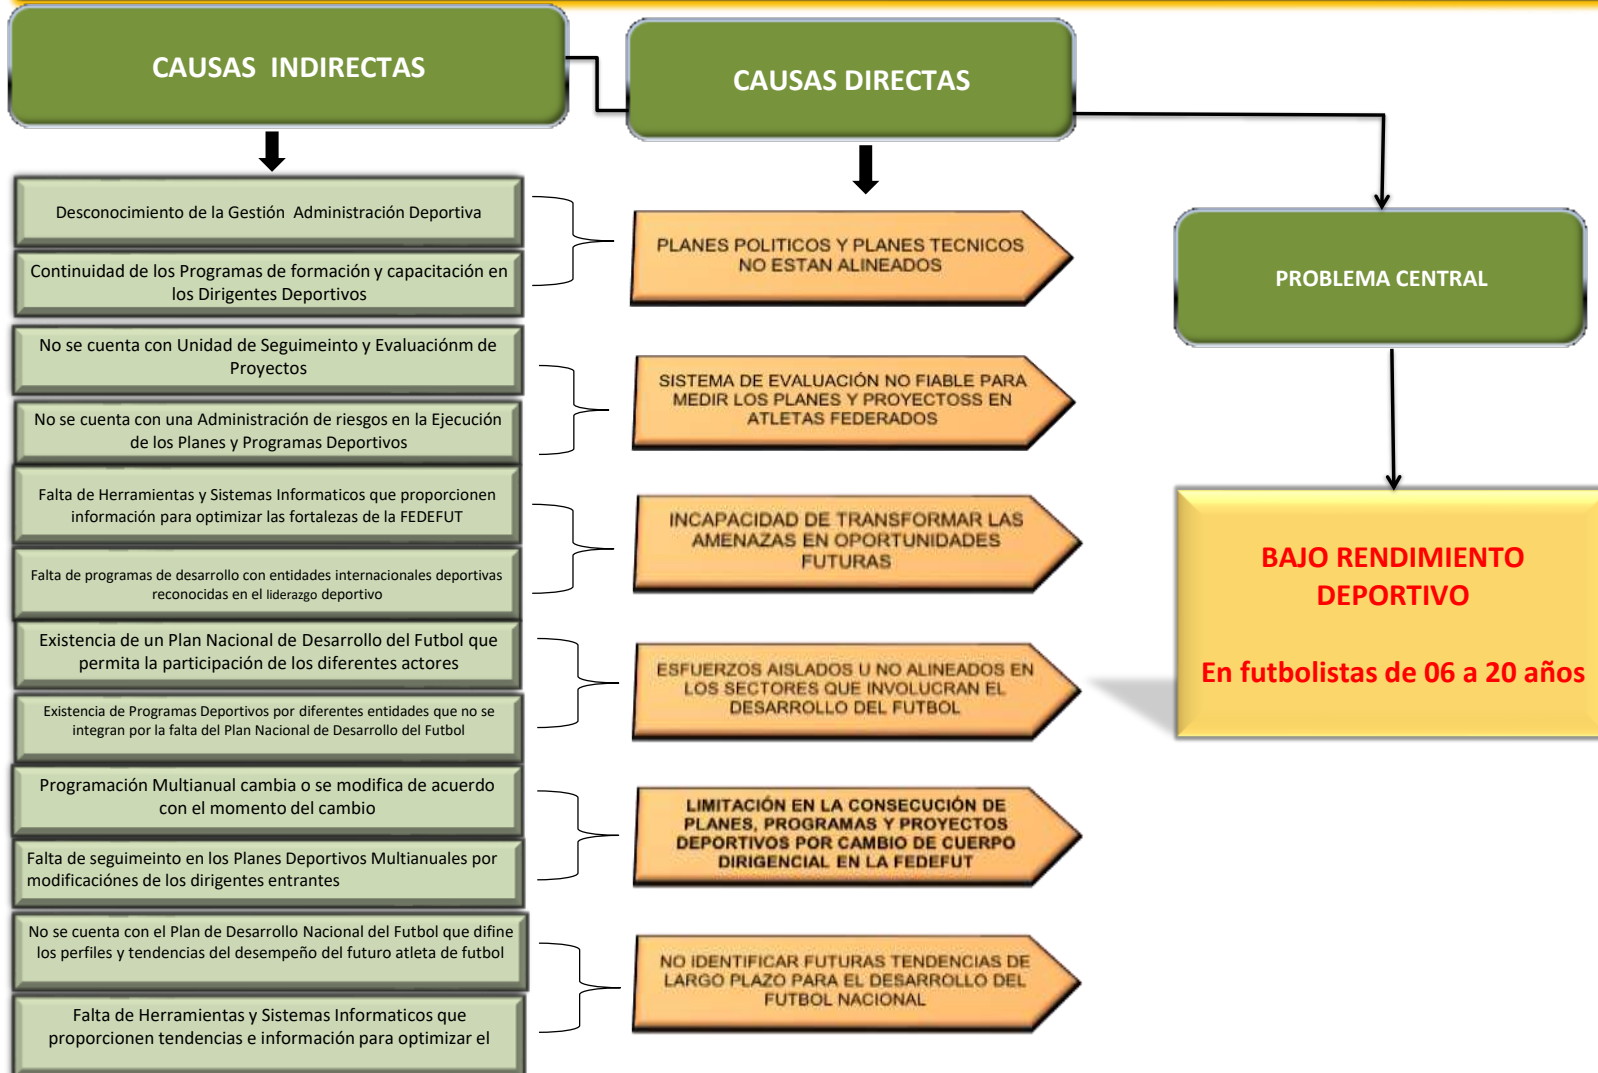 CAUSAS  INDIRECTAS
CAUSAS DIRECTAS
PROBLEMA CENTRAL
Desconocimiento de la Gestión  Administración Deportiva
Continuidad de los Programas de formación y capacitación en
los Dirigentes Deportivos
PLANES POLITICOS Y PLANES TECNICOS
NO ESTAN ALINEADOS
No se cuenta con Unidad de Seguimeinto y Evaluaciónm de
Proyectos
No se cuenta con una Administración de riesgos en la Ejecución
de los Planes y Programas Deportivos
SISTEMA DE EVALUACIÓN NO FIABLE PARA
MEDIR LOS PLANES Y PROYECTOSS EN
ATLETAS FEDERADOS
Falta de Herramientas y Sistemas Informaticos que proporcionen
información para optimizar las fortalezas de la FEDEFUT
Falta de programas de desarrollo con entidades internacionales deportivas
reconocidas en el liderazgo deportivo
INCAPACIDAD DE TRANSFORMAR LAS
AMENAZAS EN OPORTUNIDADES
FUTURAS
Existencia de un Plan Nacional de Desarrollo del Futbol que
permita la participación de los diferentes actores
Existencia de Programas Deportivos por diferentes entidades que no se
integran por la falta del Plan Nacional de Desarrollo del Futbol
ESFUERZOS AISLADOS U NO ALINEADOS EN
LOS SECTORES QUE INVOLUCRAN EL
DESARROLLO DEL FUTBOL
Programación Multianual cambia o se modifica de acuerdo
con el momento del cambio
Falta de seguimeinto en los Planes Deportivos Multianuales por
modificaciónes de los dirigentes entrantes
LIMITACIÓN EN LA CONSECUCIÓN DE
PLANES, PROGRAMAS Y PROYECTOS
DEPORTIVOS POR CAMBIO DE CUERPO
DIRIGENCIAL EN LA FEDEFUT
No se cuenta con el Plan de Desarrollo Nacional del Futbol que difine
los perfiles y tendencias del desempeño del futuro atleta de futbol
Falta de Herramientas y Sistemas Informaticos que
proporcionen tendencias e información para optimizar el
NO IDENTIFICAR FUTURAS TENDENCIAS DE
LARGO PLAZO PARA EL DESARROLLO DEL
FUTBOL NACIONAL
BAJO RENDIMIENTO
DEPORTIVO
En futbolistas de 06 a 20 años